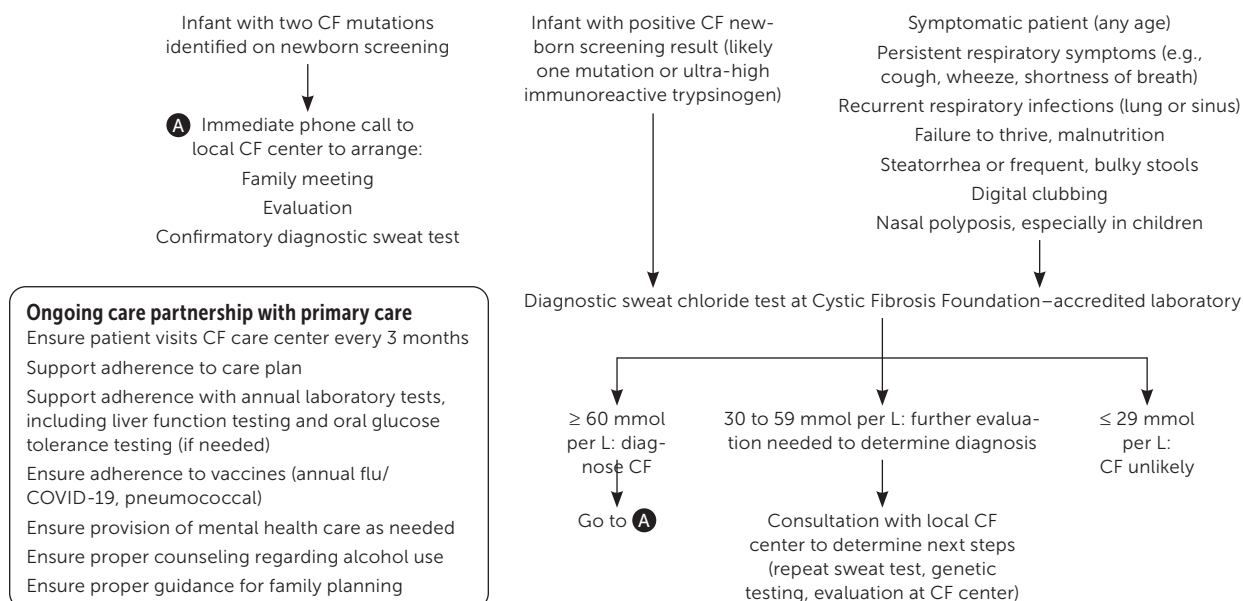 Infant with two CF mutations
identified on newborn screening
A Immediate phone call to
local CF center to arrange:
Family meeting
Evaluation
Confirmatory diagnostic sweat test
Infant with positive CF new-
born screening result (likely
one mutation or ultra-high
immunoreactive trypsinogen)
Symptomatic patient (any age)
Persistent respiratory symptoms (e.g.,
cough, wheeze, shortness of breath)
Recurrent respiratory infections (lung or sinus)
Failure to thrive, malnutrition
Steatorrhea or frequent, bulky stools
Digital clubbing
Nasal polyposis, especially in children
Diagnostic sweat chloride test at Cystic Fibrosis Foundation–accredited laboratory
≥ 60 mmol
per L: diag-
nose CF
Go to A
30 to 59 mmol per L: further evalua-
tion needed to determine diagnosis
Consultation with local CF
center to determine next steps
(repeat sweat test, genetic
testing, evaluation at CF center)
≤ 29 mmol
per L:
CF unlikely
Ongoing care partnership with primary care
Ensure patient visits CF care center every 3 months
Support adherence to care plan
Support adherence with annual laboratory tests,
including liver function testing and oral glucose
tolerance testing (if needed)
Ensure adherence to vaccines (annual flu/
COVID-19, pneumococcal)
Ensure provision of mental health care as needed
Ensure proper counseling regarding alcohol use
Ensure proper guidance for family planning